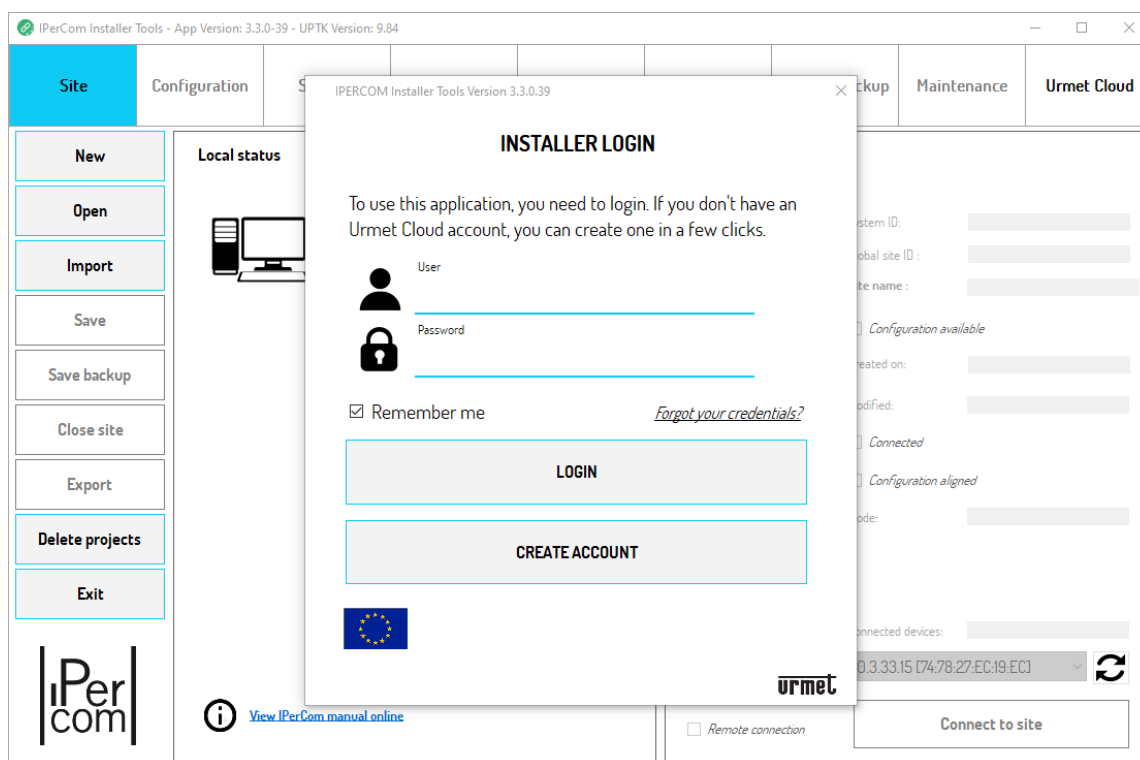 IPerCom Installer Tools - App Version: 3.3.0-39 - UPTK Version: 9.84
Site
Configuration
S
ckup
Maintenance
Urmet Cloud
New
Open
Import
Save
Save backup
Close site
Export
Delete projects
Exit
iPer
com
Local status
View IPerCom manual online
IPERCOM Installer Tools Version 3.3.0.39
INSTALLER LOGIN
To use this application, you need to login. If you don't have an
Urmet Cloud account, you can create one in a few clicks.
User
Password
Remember me
Forgot your credentials?
LOGIN
CREATE ACCOUNT
urmet
stem ID:
obal site ID :
te name :
Configuration available
reated on:
odified:
Connected
Configuration aligned
ode:
onnected devices:
0.3.33.15 [74:78:27:EC:19:EC]
Remote connection
Connect to site